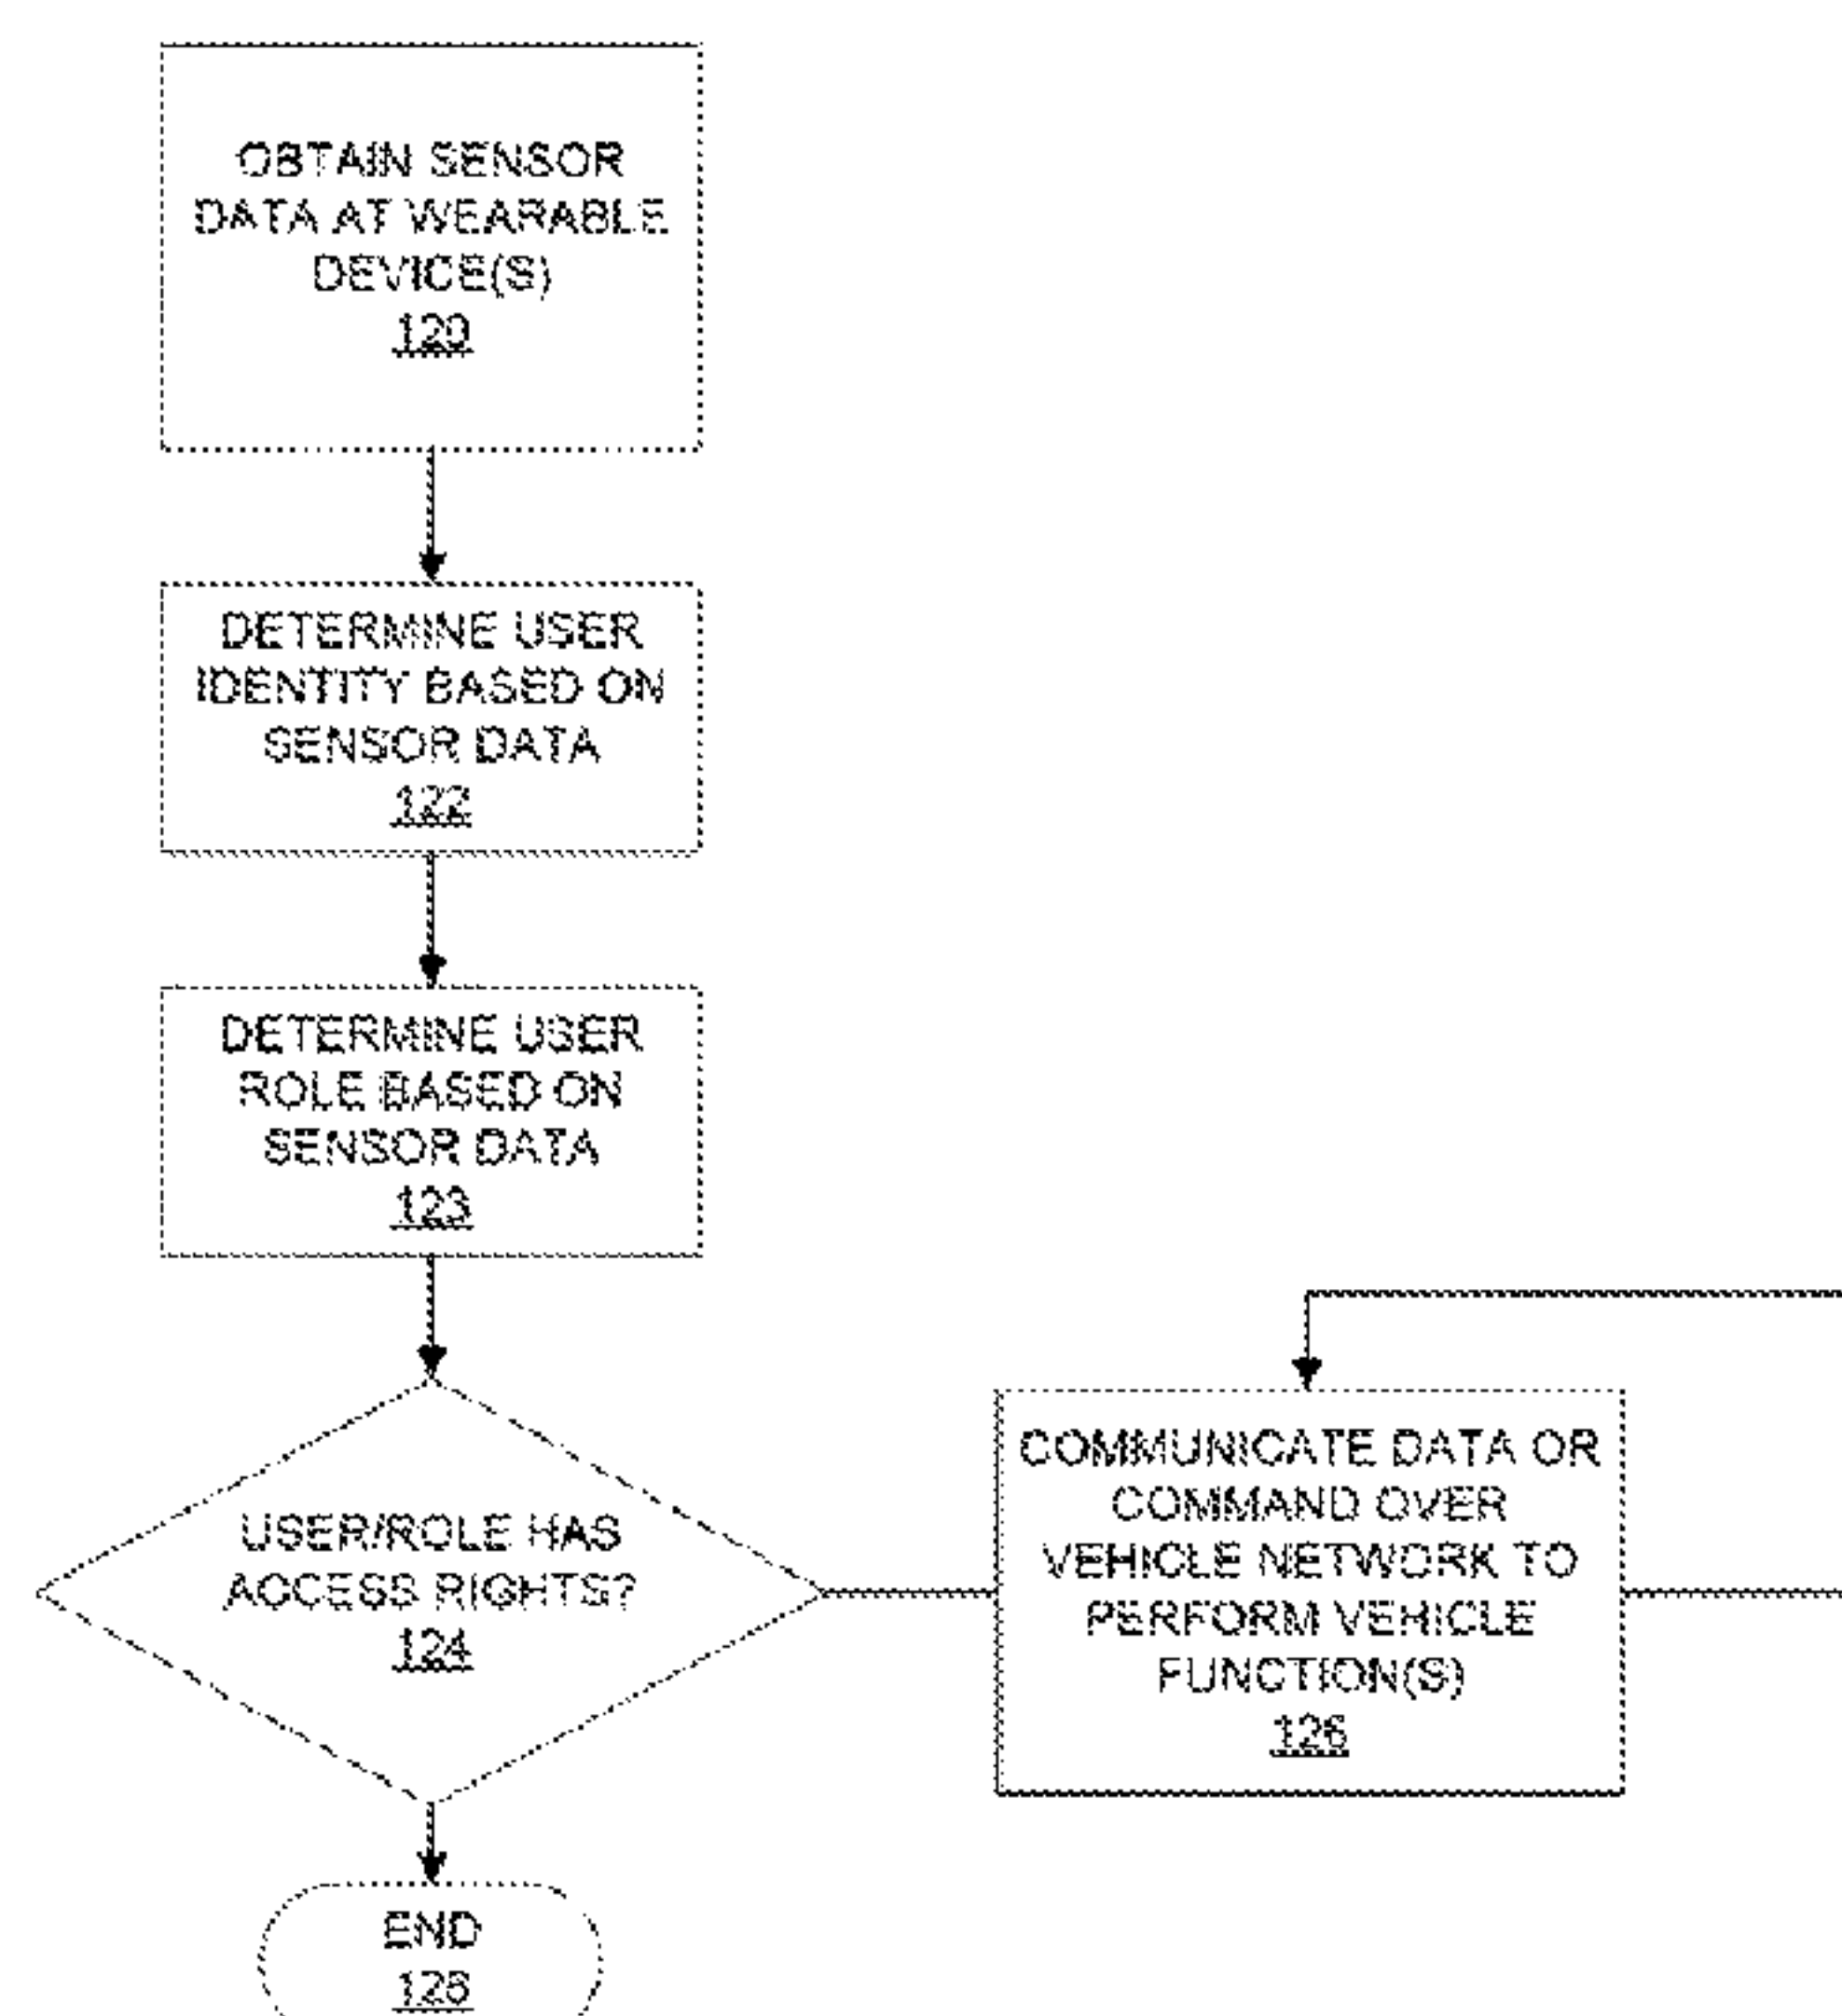 OBTAIN SENSOR
DATA AT WEARABLE
DEVICE(S)
120
DETERMINE USER
IDENTITY BASED ON
SENSOR DATA
122
DETERMINE USER
ROLE BASED ON
SENSOR DATA
123
USER/ROLE HAS
ACCESS RIGHTS?
124
COMMUNICATE DATA OR
COMMAND OVER
VEHICLE NETWORK TO
PERFORM VEHICLE
FUNCTION(S)
126
END
128